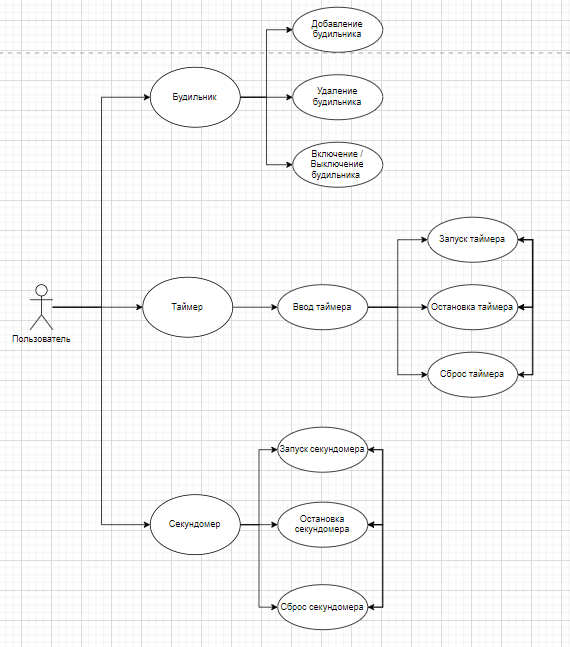 Добавление
будильника
Будильник
Удаление
будильника
Включение /
Выключение
будильника
Запуск таймера
Таймер
Ввод таймера
Остановка таймера
Пользователь
Сброс таймера
Запуск секундомера
Секундомер
Остановка
секундомера
Сброс секундомера